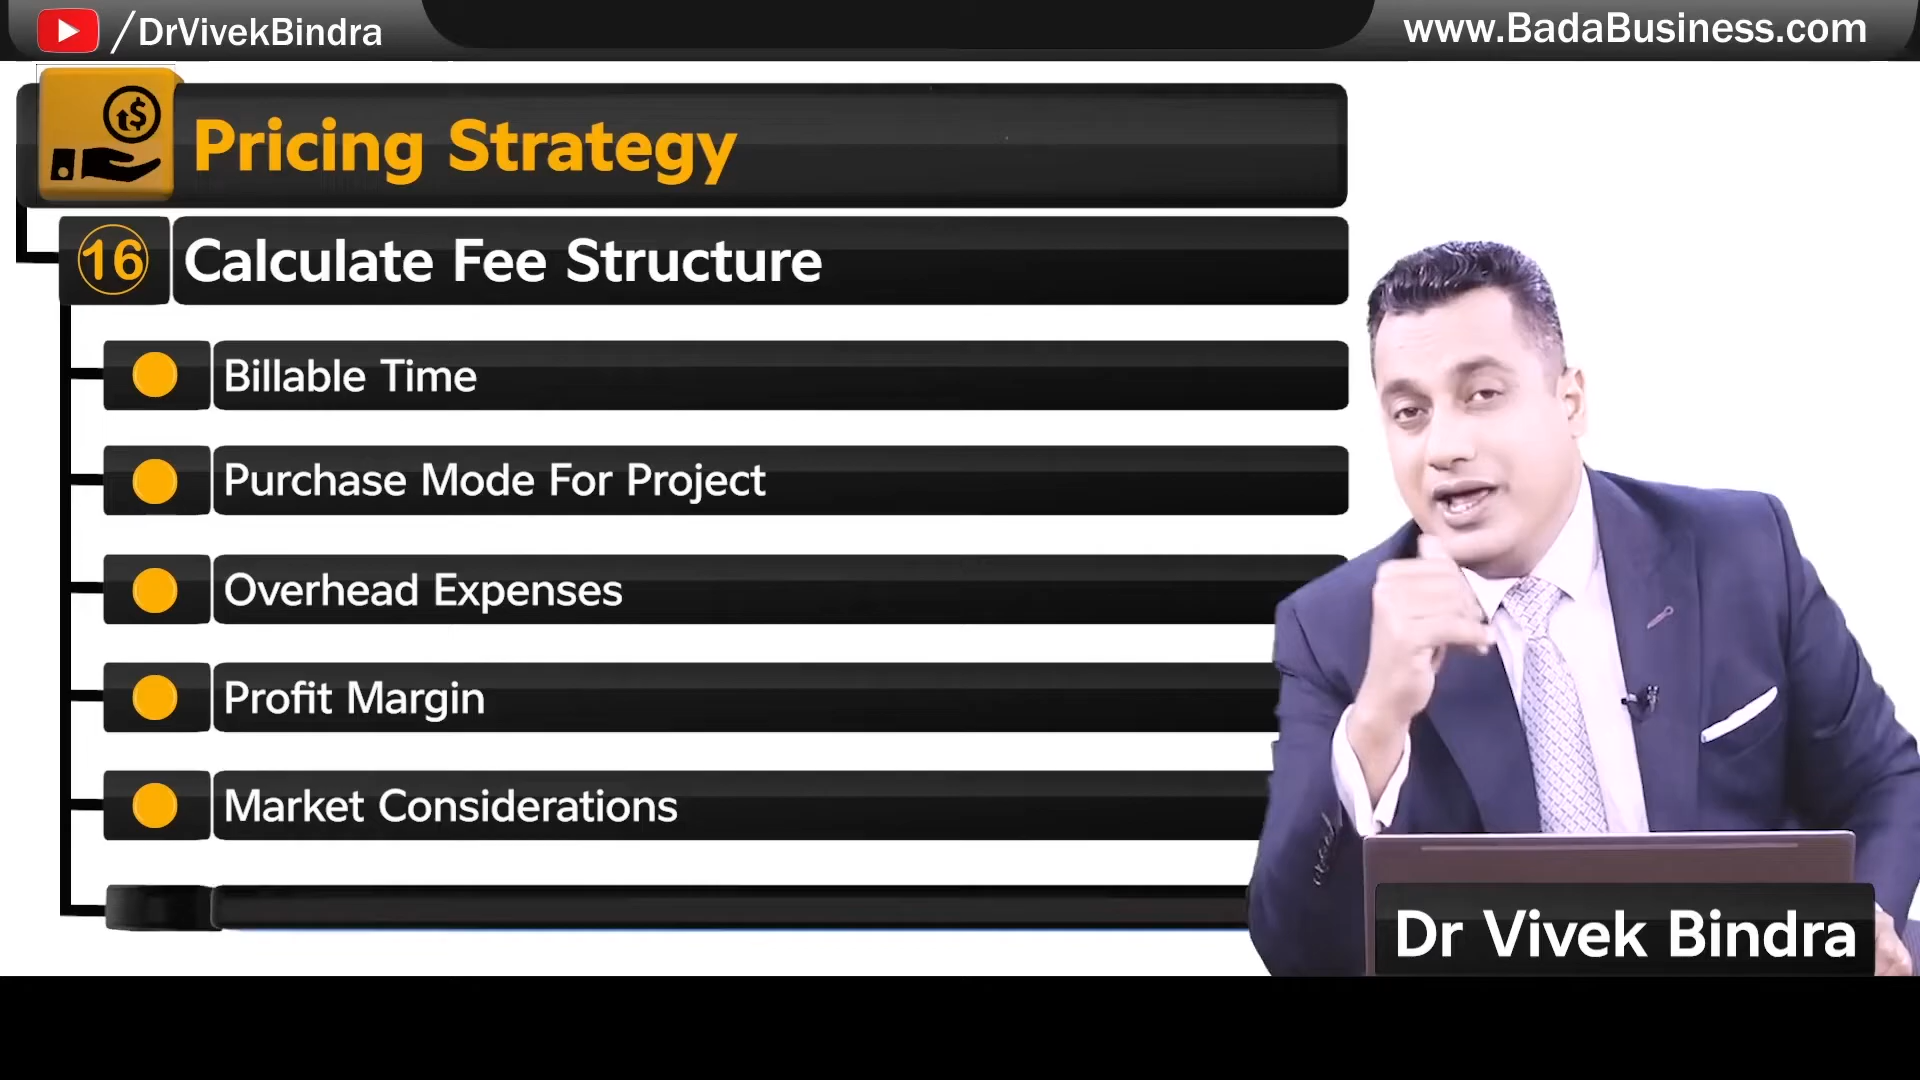 /DrVivekBindra
www.BadaBusiness.com
Pricing Strategy
16 Calculate Fee Structure
Billable Time
Purchase Mode For Project
Overhead Expenses
Profit Margin
Market Considerations
Dr Vivek Bindra